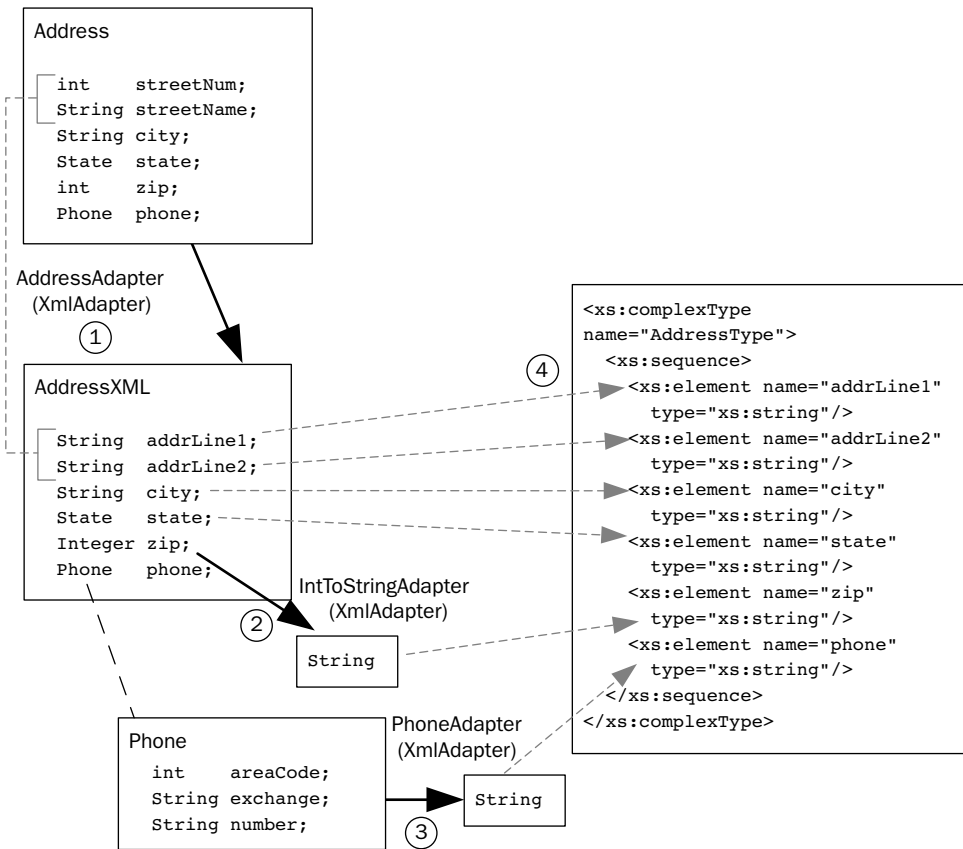 Address
int     streetNum;
String streetName;
String city;
State  state;
int    zip;
Phone  phone;
AddressAdapter
(XmlAdapter)
1
AddressXML
String  addrLine1;
String  addrLine2;
String  city;
State   state;
Integer zip;
Phone   phone;
IntToStringAdapter
(XmlAdapter)
2
String
Phone
int    areaCode;
String exchange;
String number;
PhoneAdapter
(XmlAdapter)
3
String
4
<xs:complexType
name="AddressType">
<xs:sequence>
<xs:element name="addrLine1"
type="xs:string"/>
<xs:element name="addrLine2"
type="xs:string"/>
<xs:element name="city"
type="xs:string"/>
<xs:element name="state"
type="xs:string"/>
<xs:element name="zip"
type="xs:string"/>
<xs:element name="phone"
type="xs:string"/>
</xs:sequence>
</xs:complexType>